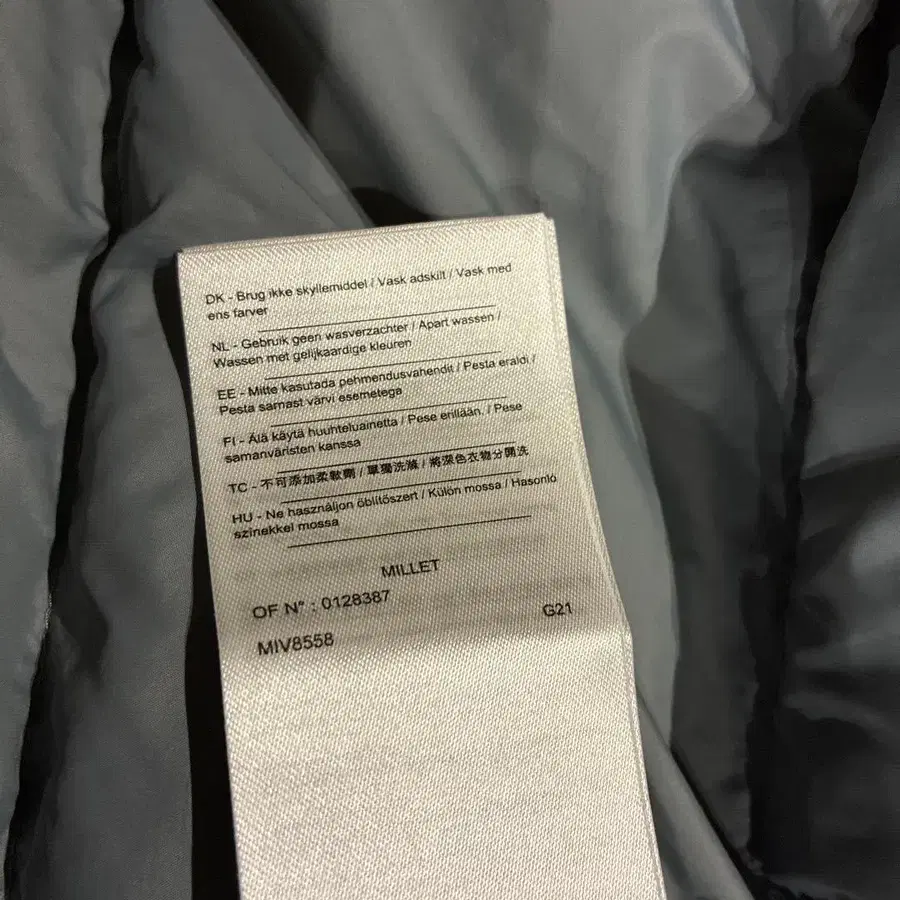 DK - Brug ikke skyllemiddel / Vask adskilt / Vask med
ens farver
NL - Gebruik geen wasverzachter / Apart wassen /
Wassen met gelijkaardige kleuren
EE - Mitte kasutada pehmendusvahendit / Pesta eraldi /
Pesta samast värvi esemetega
FI - Älä käytä huuhteluainetta / Pese erillään. / Pese
samanväristen kanssa
TC - 不可添加柔軟劑 / 單獨洗滌 / 將深色衣物分開洗
HU - Ne használjon öblítöszert / Külön mossa / Hasonló
színekkel mossa
MILLET
OF N° : 0128387
G21
MIV8558